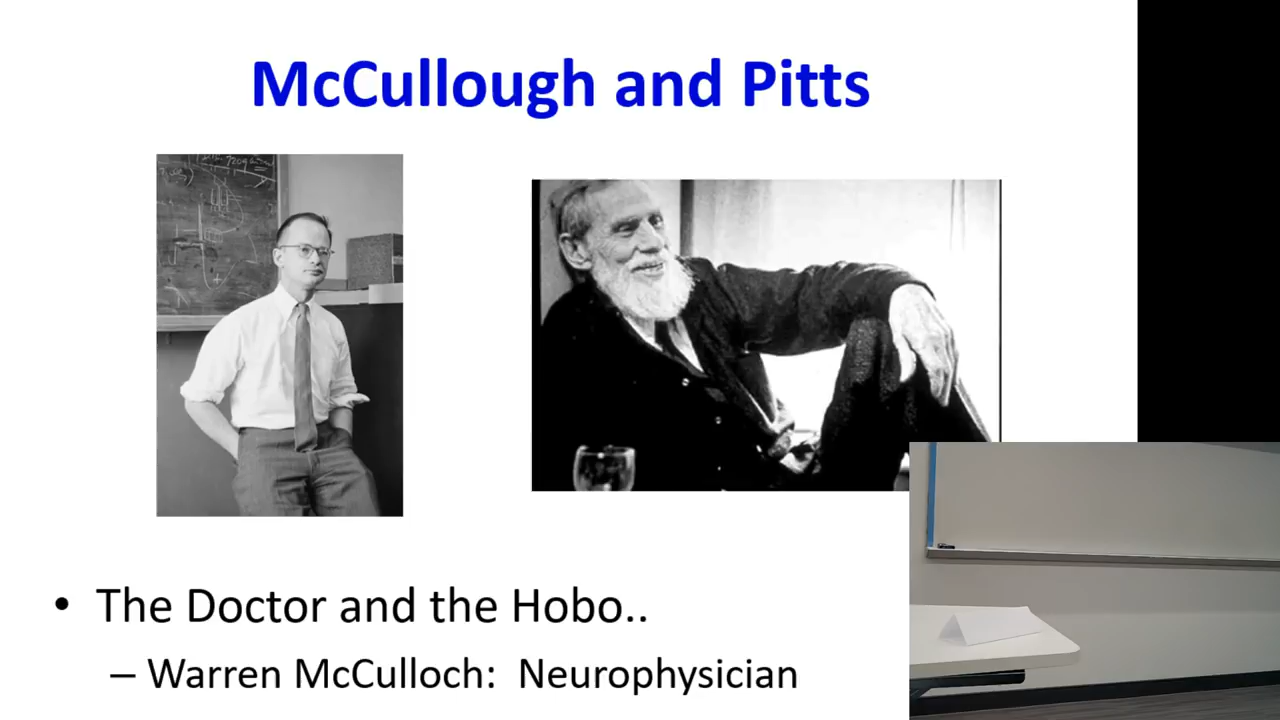 McCullough and Pitts
• The Doctor and the Hobo..
– Warren McCulloch: Neurophysician